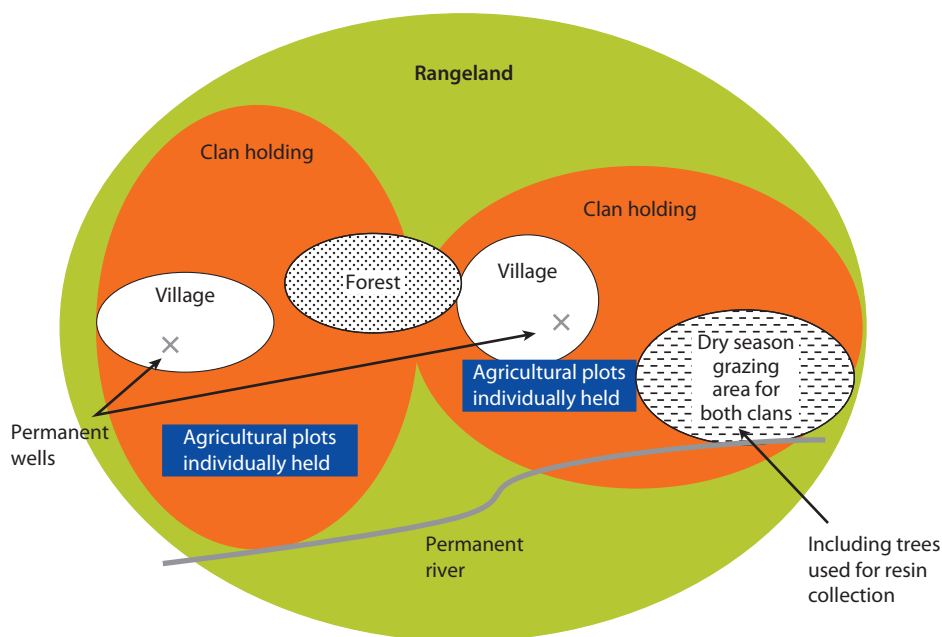 Rangeland
Clan holding
Clan holding
Forest
Village
Village
Dry season
grazing
area for
both clans
Agricultural plots
individually held
Permanent
wells
Agricultural plots
individually held
Permanent
river
Including trees
used for resin
collection